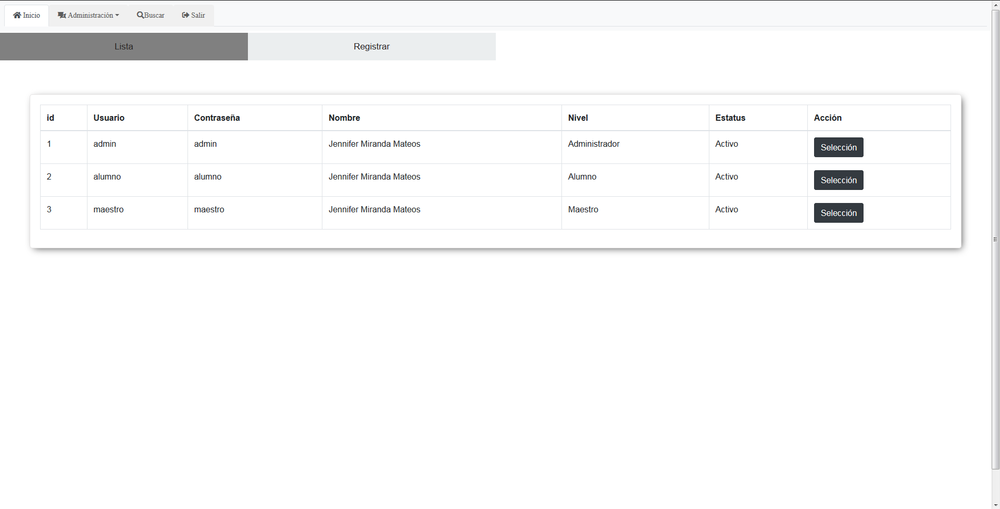 Inicio Administración Buscar Salir
Lista Registrar
id Usuario Contraseña Nombre Nivel Estatus Acción
1 admin admin Jennifer Miranda Mateos Administrador Activo Selección
2 alumno alumno Jennifer Miranda Mateos Alumno Activo Selección
3 maestro maestro Jennifer Miranda Mateos Maestro Activo Selección